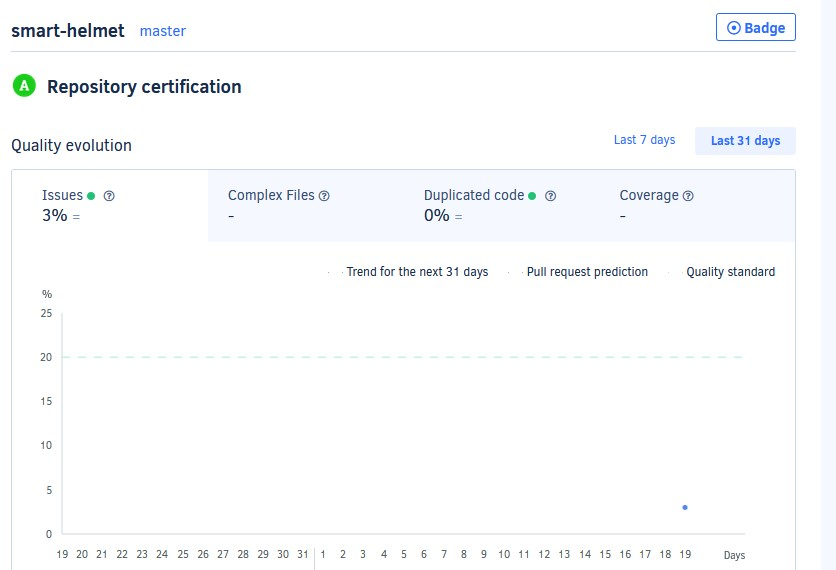 smart-helmet master Badge
A Repository certification
Quality evolution Last 7 days Last 31 days
Issues Complex Files Duplicated code Coverage
3% = - 0% = -
Trend for the next 31 days Pull request prediction Quality standard
%
25
20
15
10
5
0
19 20 21 22 23 24 25 26 27 28 29 30 31 1 2 3 4 5 6 7 8 9 10 11 12 13 14 15 16 17 18 19 Days